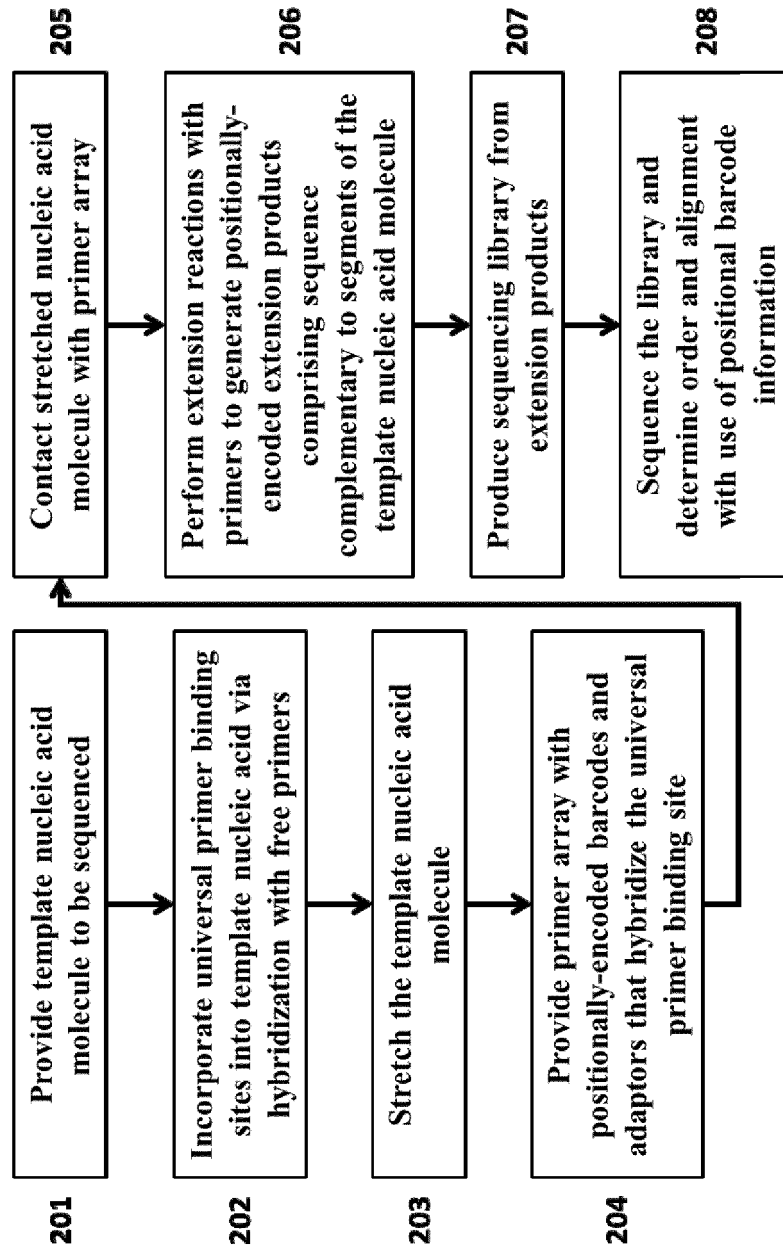 201
Provide template nucleic acid
molecule to be sequenced
202
Incorporate universal primer binding
sites into template nucleic acid via
hybridization with free primers
203
Stretch the template nucleic acid
molecule
204
Provide primer array with
positionally-encoded barcodes and
adaptors that hybridize the universal
primer binding site
205
Contact stretched nucleic acid
molecule with primer array
206
Perform extension reactions with
primers to generate positionally-
encoded extension products
comprising sequence
complementary to segments of the
template nucleic acid molecule
207
Produce sequencing library from
extension products
208
Sequence the library and
determine order and alignment
with use of positional barcode
information